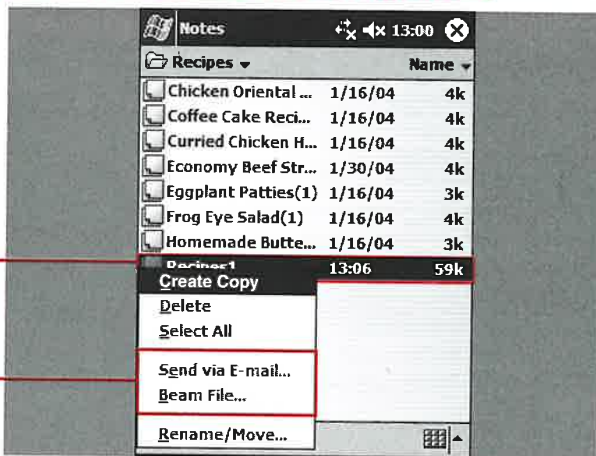 Notes 13:00
Recipes Name
Chicken Oriental ... 1/16/04 4k
Coffee Cake Reci... 1/16/04 4k
Curried Chicken H... 1/16/04 4k
Economy Beef Str... 1/30/04 4k
Eggplant Patties(1) 1/16/04 3k
Frog Eye Salad(1) 1/16/04 4k
Homemade Butte... 1/16/04 3k
Recipes1 13:06 59k
Create Copy
Delete
Select All
Send via E-mail...
Beam File...
Rename/Move...